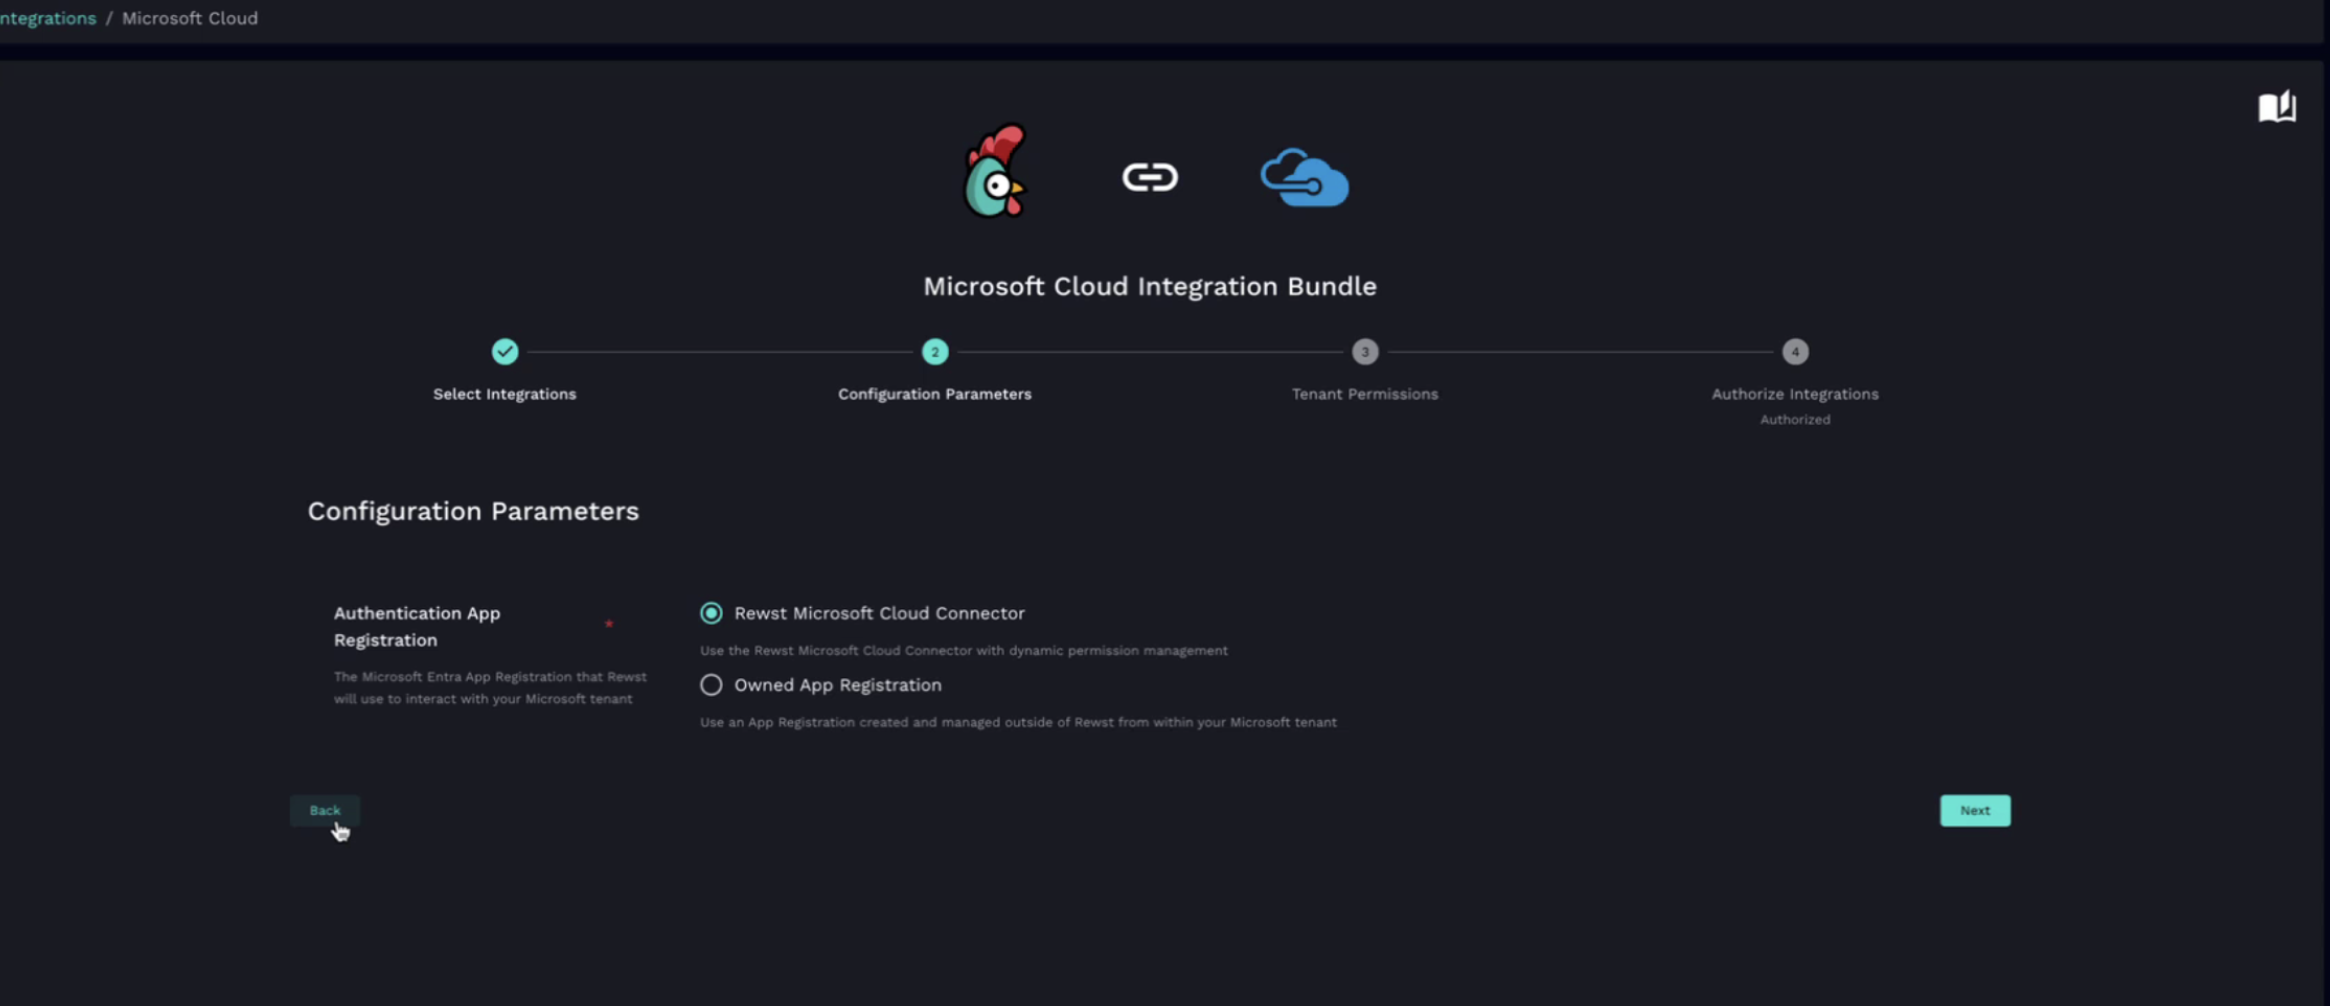 ntegrations / Microsoft Cloud
Microsoft Cloud Integration Bundle
2
3
4
Select Integrations
Configuration Parameters
Tenant Permissions
Authorize Integrations
Authorized
Configuration Parameters
Authentication App
Registration *
The Microsoft Entra App Registration that Rewst
will use to interact with your Microsoft tenant
Rewst Microsoft Cloud Connector
Use the Rewst Microsoft Cloud Connector with dynamic permission management
Owned App Registration
Use an App Registration created and managed outside of Rewst from within your Microsoft tenant
Back
Next